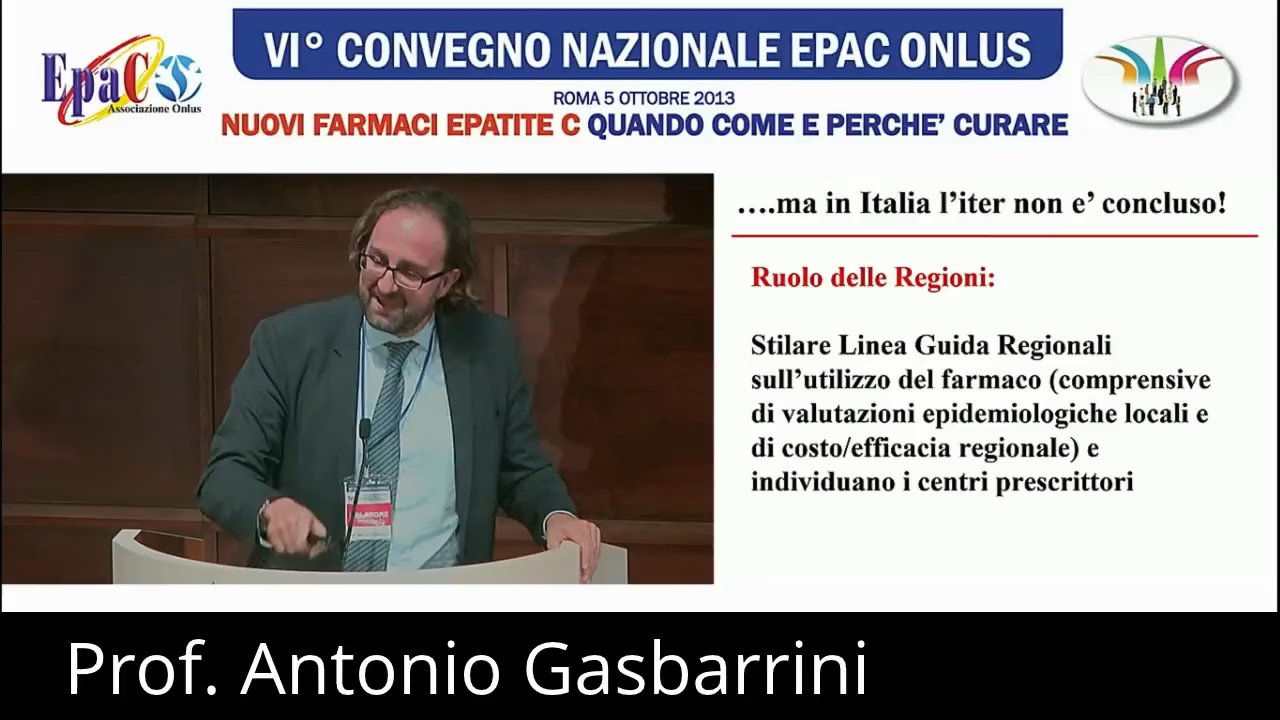 VI° CONVEGNO NAZIONALE EPAC ONLUS
EpaC
Associazione Onlus
ROMA 5 OTTOBRE 2013
NUOVI FARMACI EPATITE C QUANDO COME E PERCHE’ CURARE
….ma in Italia l’iter non e’ concluso!
Ruolo delle Regioni:
Stilare Linea Guida Regionali
sull’utilizzo del farmaco (comprensive
di valutazioni epidemiologiche locali e
di costo/efficacia regionale) e
individuano i centri prescrittori
Prof. Antonio Gasbarrini